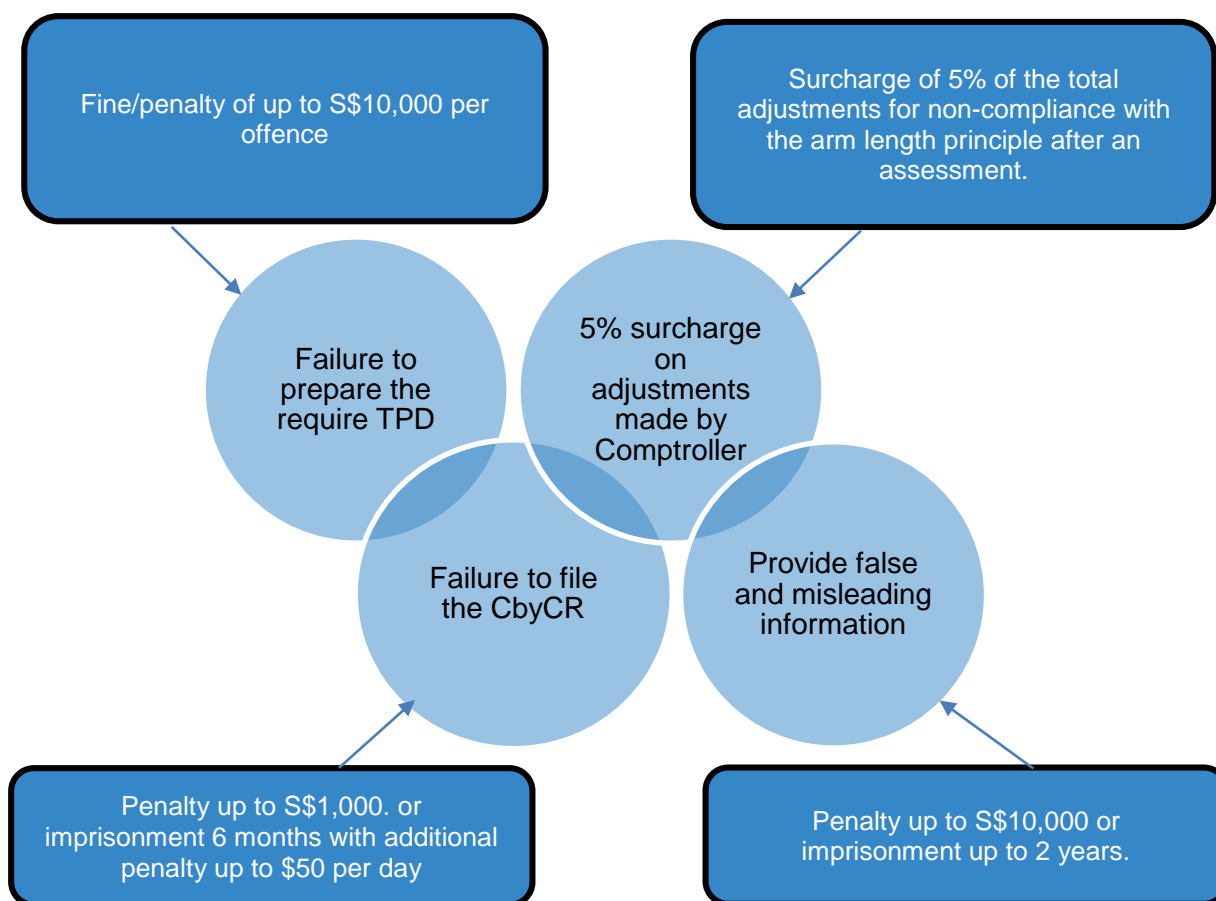 Fine/penalty of up to S$10,000 per
offence
Surcharge of 5% of the total
adjustments for non-compliance with
the arm length principle after an
assessment.
Failure to
prepare the
require TPD
5% surcharge
on
adjustments
made by
Comptroller
Failure to file
the CbyCR
Provide false
and misleading
information
Penalty up to S$1,000. or
imprisonment 6 months with additional
penalty up to $50 per day
Penalty up to S$10,000 or
imprisonment up to 2 years.